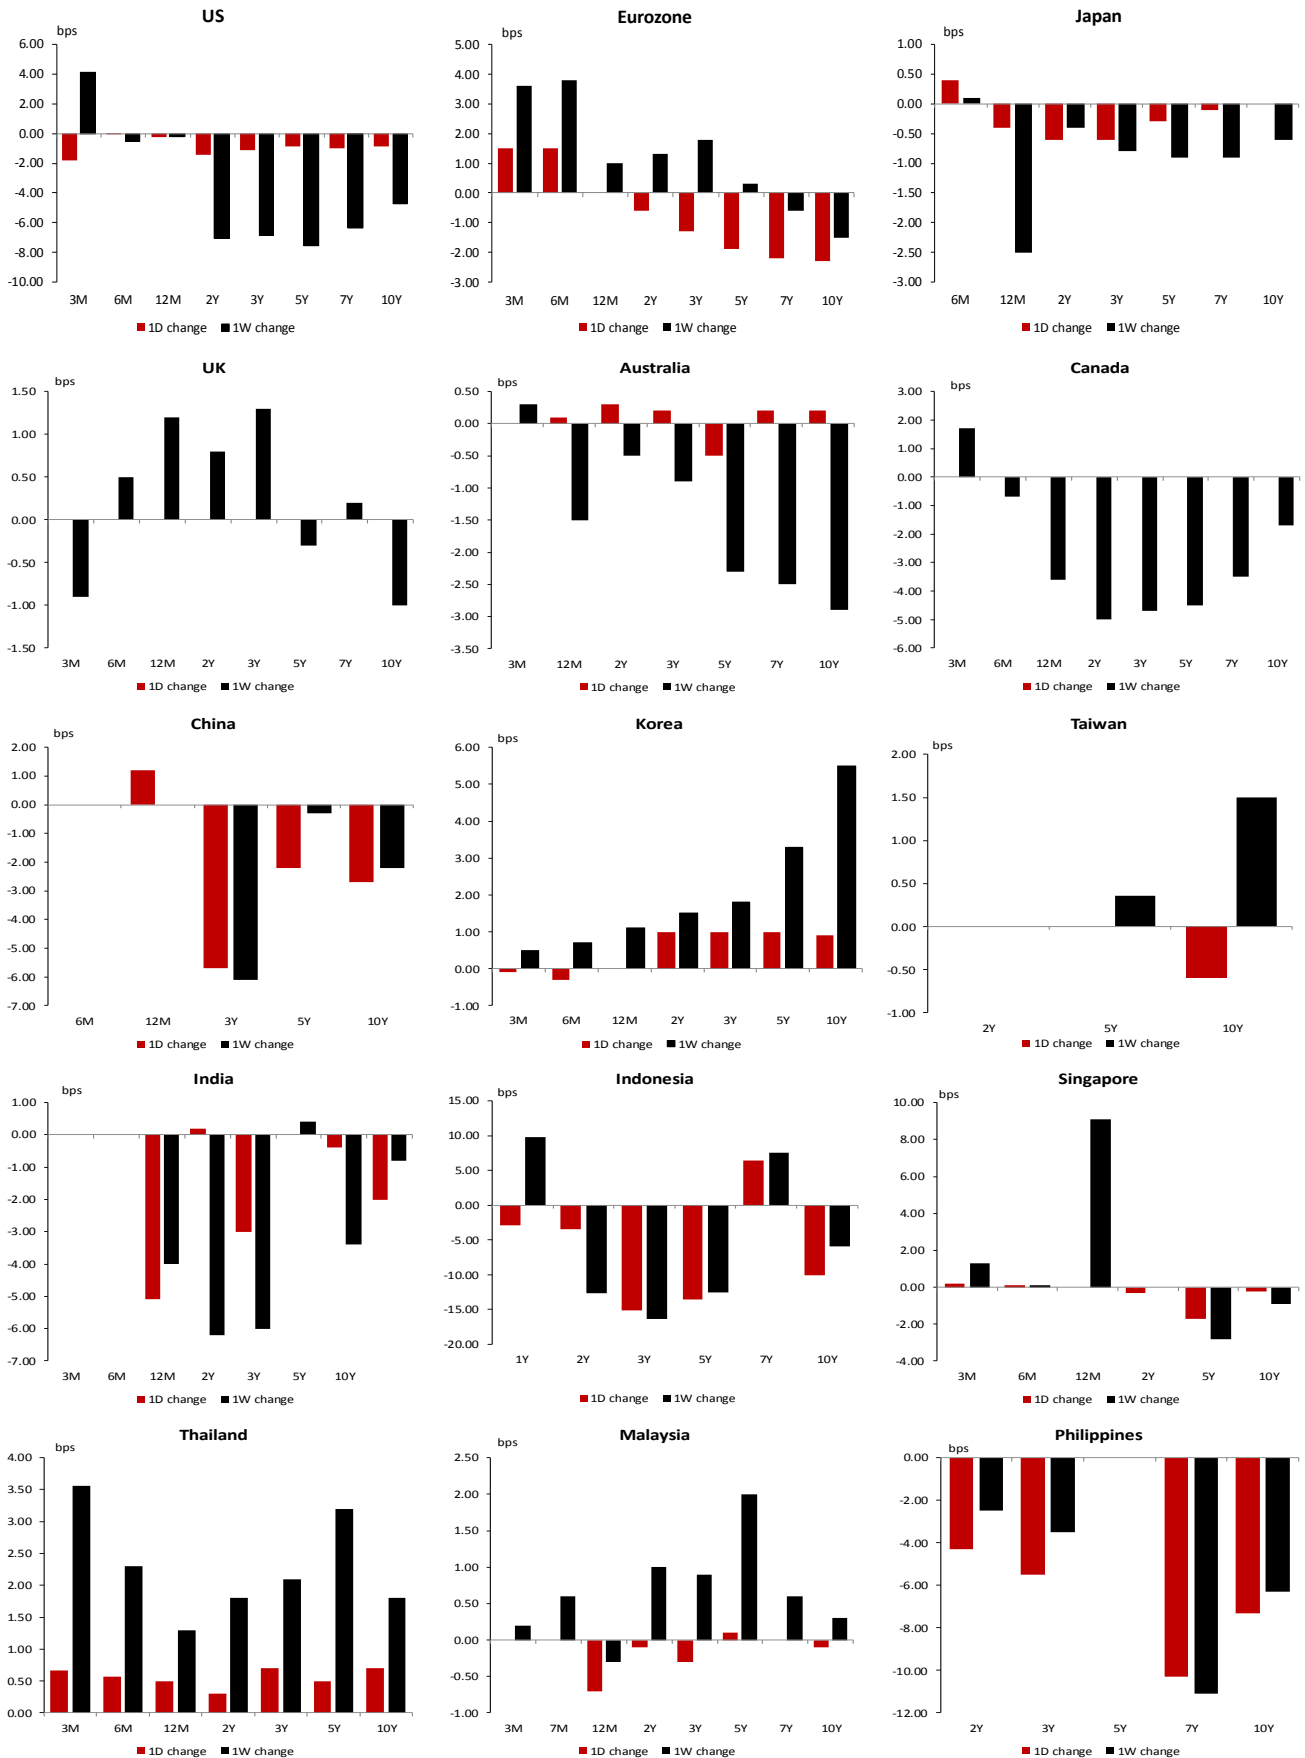 US
bps
6.00
4.00
2.00
0.00
-2.00
-4.00
-6.00
-8.00
-10.00
3M 6M 12M 2Y 3Y 5Y 7Y 10Y
1D change 1W change
Eurozone
bps
5.00
4.00
3.00
2.00
1.00
0.00
-1.00
-2.00
-3.00
3M 6M 12M 2Y 3Y 5Y 7Y 10Y
1D change 1W change
Japan
bps
1.00
0.50
0.00
-0.50
-1.00
-1.50
-2.00
-2.50
-3.00
6M 12M 2Y 3Y 5Y 7Y 10Y
1D change 1W change
UK
bps
1.50
1.00
0.50
0.00
-0.50
-1.00
-1.50
3M 6M 12M 2Y 3Y 5Y 7Y 10Y
1D change 1W change
Australia
bps
0.50
0.00
-0.50
-1.00
-1.50
-2.00
-2.50
-3.00
-3.50
3M 12M 2Y 3Y 5Y 7Y 10Y
1D change 1W change
Canada
bps
3.00
2.00
1.00
0.00
-1.00
-2.00
-3.00
-4.00
-5.00
-6.00
3M 6M 12M 2Y 3Y 5Y 7Y 10Y
1D change 1W change
China
bps
2.00
1.00
0.00
-1.00
-2.00
-3.00
-4.00
-5.00
-6.00
-7.00
6M 12M 3Y 5Y 10Y
1D change 1W change
Korea
6.00
5.00
4.00
3.00
2.00
1.00
0.00
-1.00
3M 6M 12M 2Y 3Y 5Y 10Y
1D change 1W change
Taiwan
bps
2.00
1.50
1.00
0.50
0.00
-0.50
-1.00
2Y 5Y 10Y
1D change 1W change
India
bps
1.00
0.00
-1.00
-2.00
-3.00
-4.00
-5.00
-6.00
-7.00
3M 6M 12M 2Y 3Y 5Y 10Y
1D change 1W change
Indonesia
bps
15.00
10.00
5.00
0.00
-5.00
-10.00
-15.00
-20.00
1Y 2Y 3Y 5Y 7Y 10Y
1D change 1W change
Singapore
bps
10.00
8.00
6.00
4.00
2.00
0.00
-2.00
-4.00
3M 6M 12M 2Y 5Y 10Y
1D change 1W change
Thailand
bps
4.00
3.50
3.00
2.50
2.00
1.50
1.00
0.50
0.00
3M 6M 12M 2Y 3Y 5Y 10Y
1D change 1W change
Malaysia
bps
2.50
2.00
1.50
1.00
0.50
0.00
-0.50
-1.00
3M 7M 12M 2Y 3Y 5Y 7Y 10Y
1D change 1W change
Philippines
bps
0.00
-2.00
-4.00
-6.00
-8.00
-10.00
-12.00
2Y 3Y 5Y 7Y 10Y
1D change 1W change